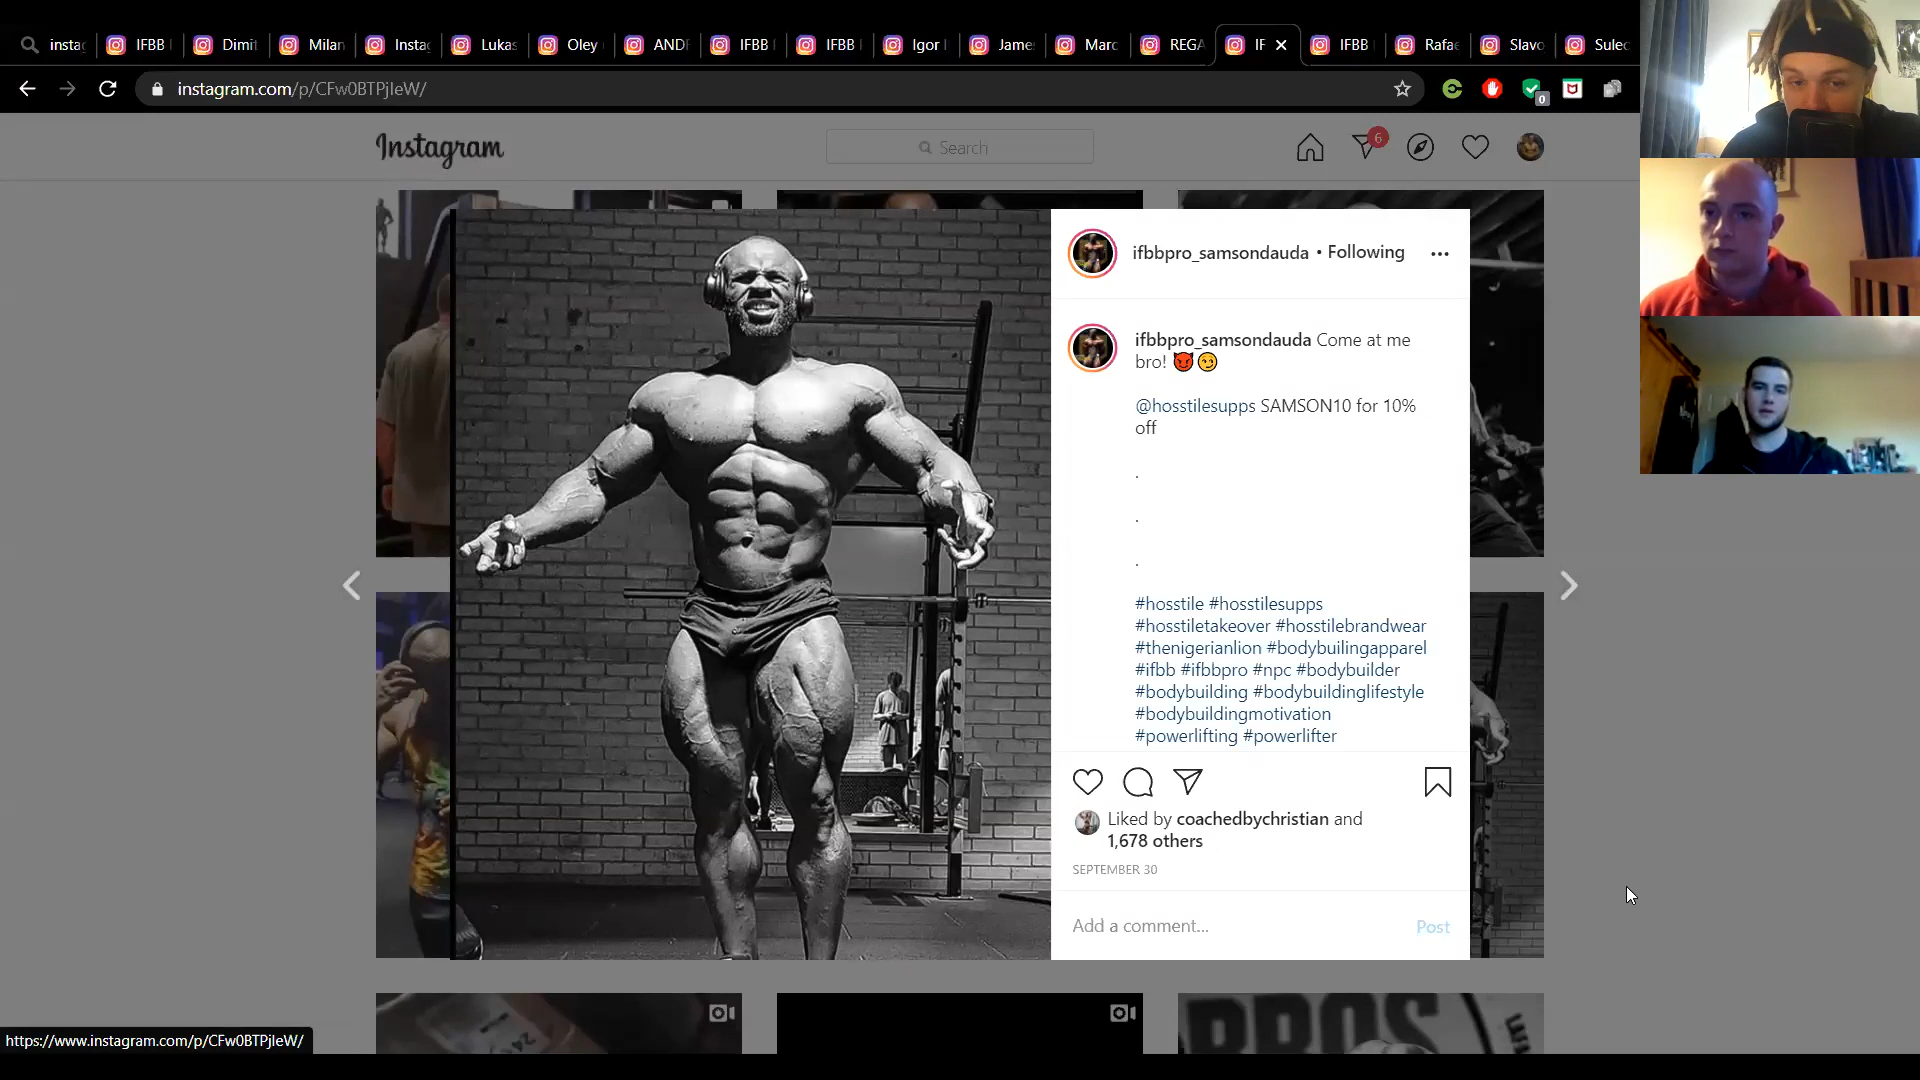 insta
IFBB
Dimit
Milan
Insta
Lukas
Oley
AND
IFBB
IFBB
Igor
Jame
Marc
REGA
IF
IFBB
Rafae
Slavo
Sulec
instagram.com/p/CFw0BTPjIeW/
0
Instagram
Search
6
ifbbpro_samsondauda • Following
ifbbpro_samsondauda Come at me
bro! 😈😏
@hosstilesupps SAMSON10 for 10%
off
.
.
.
#hosstile #hosstilesupps
#hosstiletakeover #hosstilebrandwear
#thenigerianlion #bodybuilingapparel
#ifbb #ifbbpro #npc #bodybuilder
#bodybuilding #bodybuildinglifestyle
#bodybuildingmotivation
#powerlifting #powerlifter
Liked by coachedbychristian and
1,678 others
SEPTEMBER 30
Add a comment...
Post
BROS
https://www.instagram.com/p/CFw0BTPjIeW/